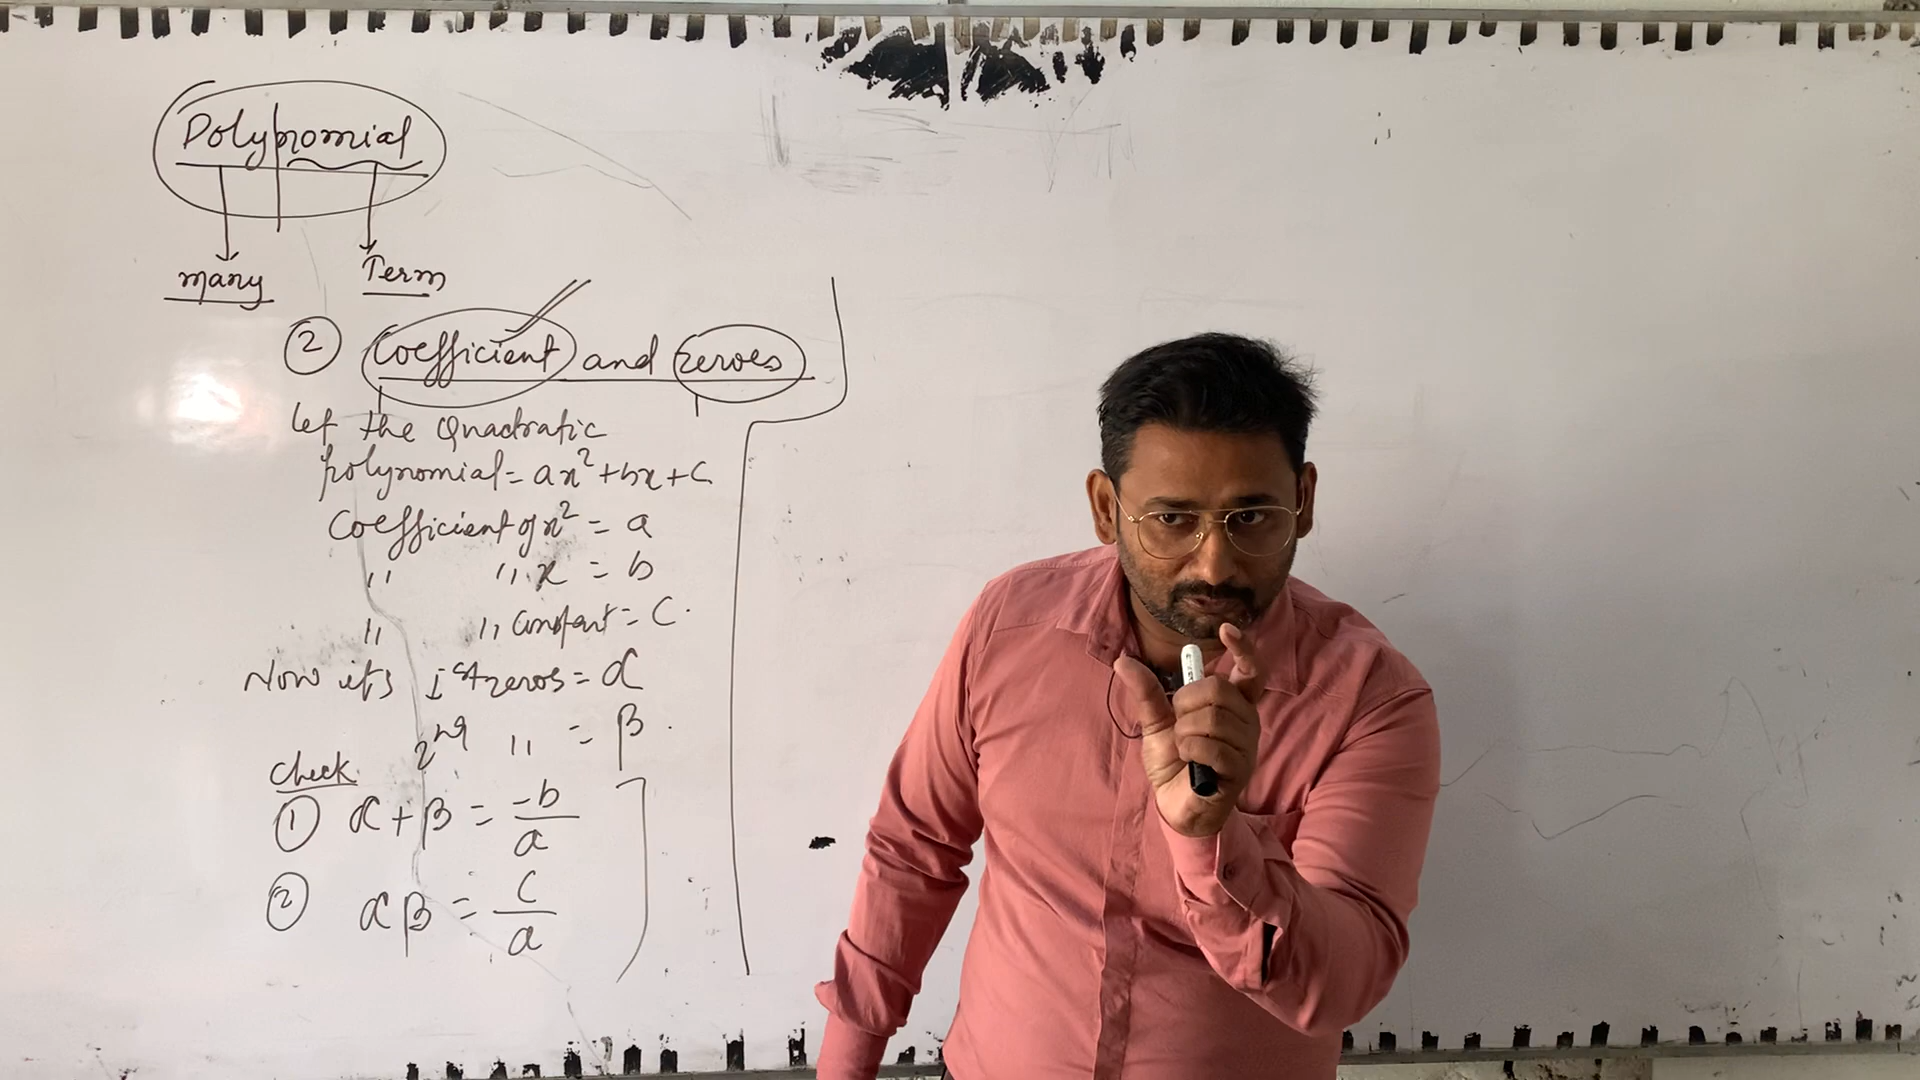 Polynomial
many Term
② Coefficient and zeroes
let the Quadratic
polynomial = ax² + bx + c
Coefficient of x² = a
" " x = b
" " Constant = C.
Now it's 1st zeros = α
2nd " = β.
Check
① α + β = -b/a
② αβ = c/a